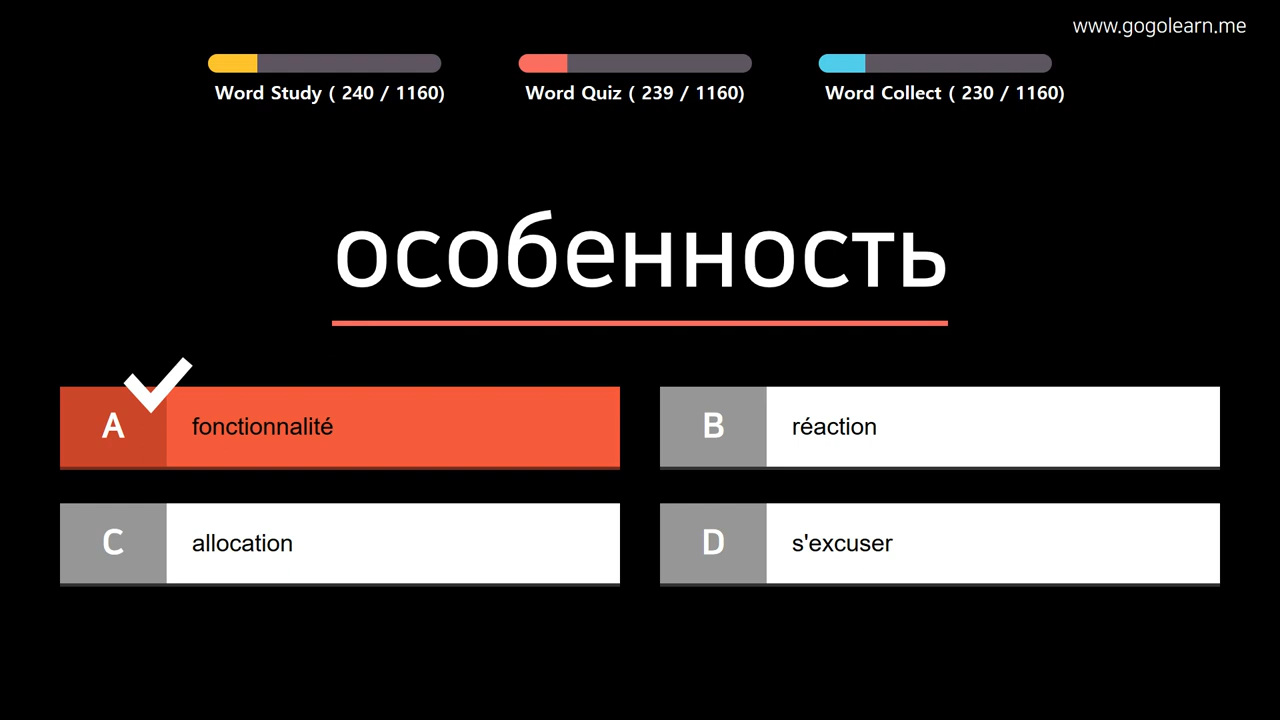 www.gogolearn.me
Word Study ( 240 / 1160)
Word Quiz ( 239 / 1160)
Word Collect ( 230 / 1160)
особенность
A fonctionnalité
B réaction
C allocation
D s'excuser